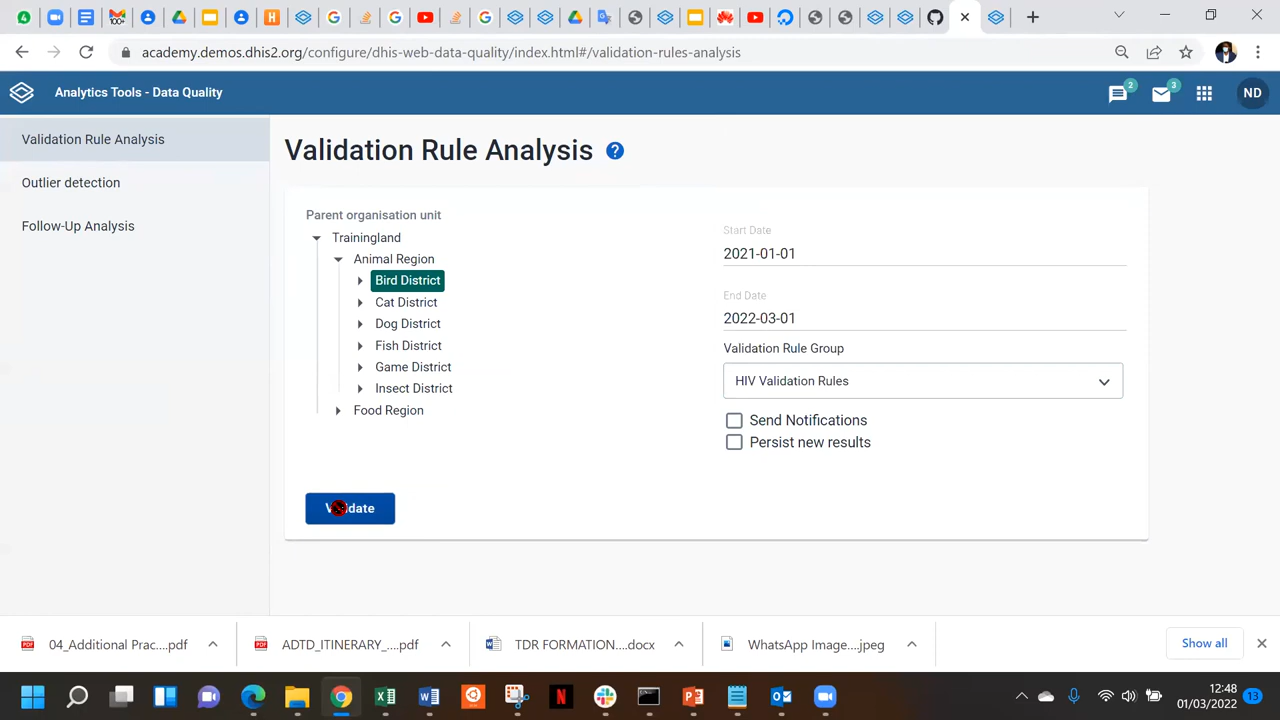 academy.demos.dhis2.org/configure/dhis-web-data-quality/index.html#/validation-rules-analysis
Analytics Tools - Data Quality
2
3
ND
Validation Rule Analysis
Outlier detection
Follow-Up Analysis
Validation Rule Analysis
Parent organisation unit
Trainingland
Animal Region
Bird District
Cat District
Dog District
Fish District
Game District
Insect District
Food Region
Start Date
2021-01-01
End Date
2022-03-01
Validation Rule Group
HIV Validation Rules
Send Notifications
Persist new results
Validate
04_Additional Prac....pdf
ADTD_ITINERARY_....pdf
TDR FORMATION....docx
WhatsApp Image....jpeg
Show all
12:48
01/03/2022
13